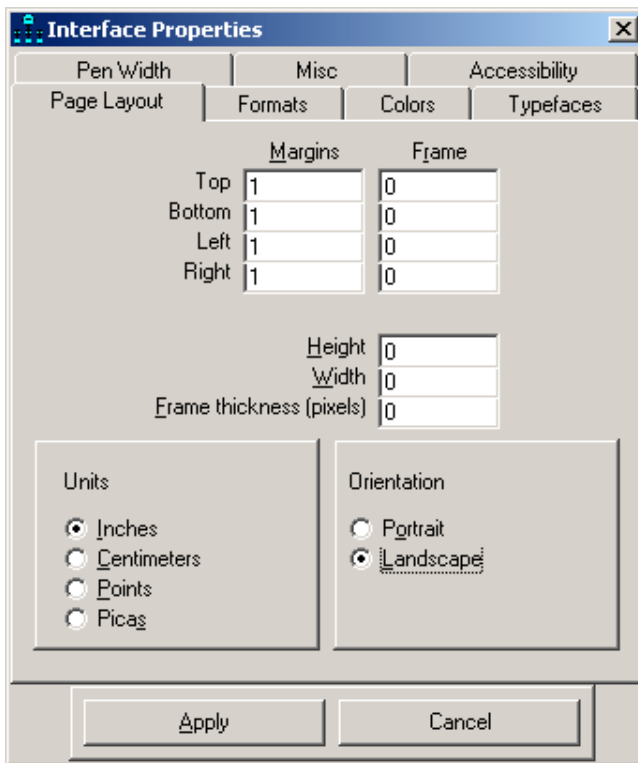 Interface Properties
Pen Width Misc Accessibility
Page Layout Formats Colors Typefaces
Margins Frame
Top 1 0
Bottom 1 0
Left 1 0
Right 1 0
Height 0
Width 0
Frame thickness (pixels) 0
Units
Inches
Centimeters
Points
Picas
Orientation
Portrait
Landscape
Apply Cancel